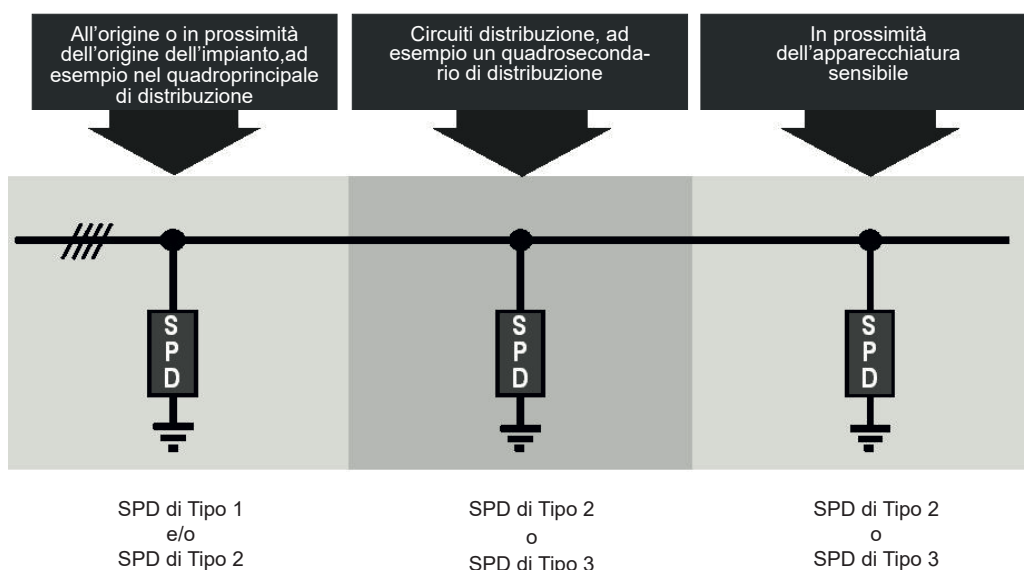 All'origine o in prossimità
dell'origine dell'impianto,ad
esempio nel quadroprincipale
di distribuzione
Circuiti distribuzione, ad
esempio un quadroseconda-
rio di distribuzione
In prossimità
dell'apparecchiatura
sensibile
S
P
D
S
P
D
S
P
D
SPD di Tipo 1
e/o
SPD di Tipo 2
SPD di Tipo 2
o
SPD di Tipo 3
SPD di Tipo 2
o
SPD di Tipo 3